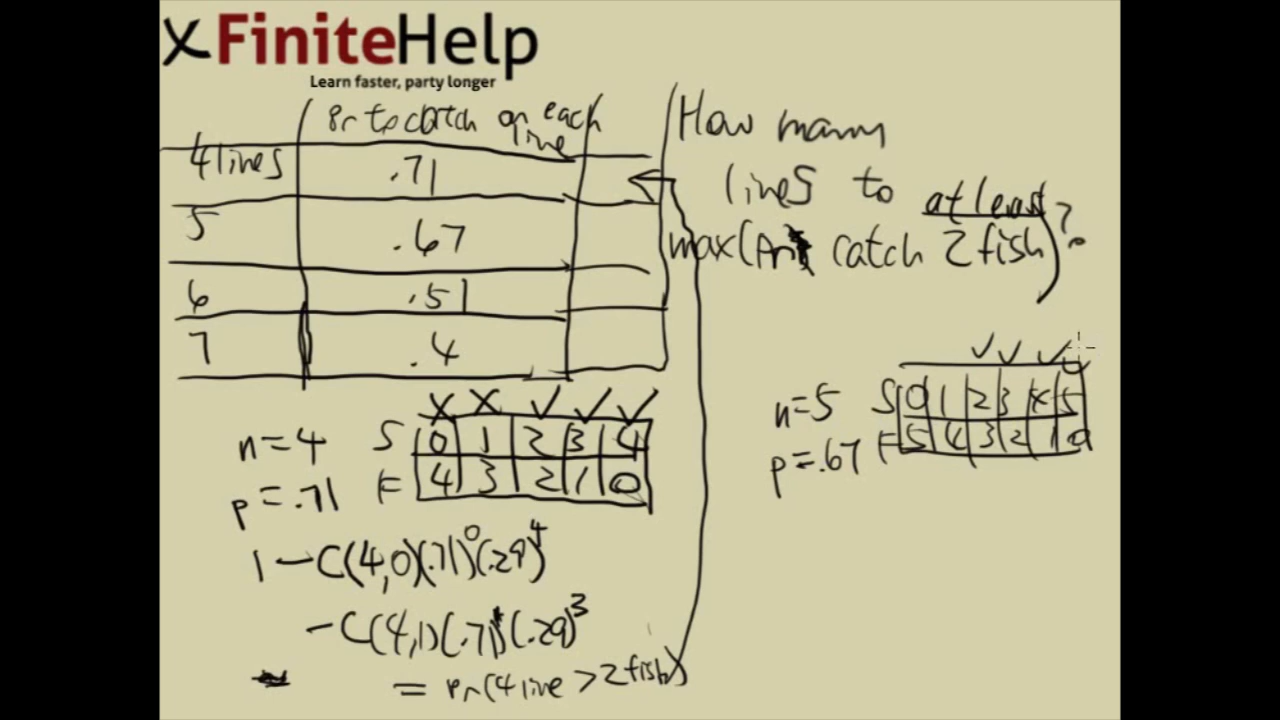 x FiniteHelp
Learn faster, party longer
Pr to catch on each line
4 lines .71
5 .67
6 .51
7 .4
How many
lines to at least
max(Pr catch 2 fish)?
n=4 S 0 1 2 3 4
p=.71 F 4 3 2 1 0
1-C(4,0)(.71)^0(.29)^4
-C(4,1)(.71)^1(.29)^3
= Pr(4 line >2 fish)
n=5 S 0 1 2 3 4 5
p=.67 F 5 4 3 2 1 0